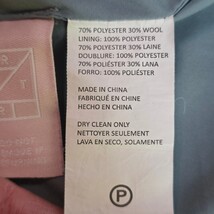 70% POLYESTER 30% WOOL
LINING: 100% POLYESTER
70% POLYESTER 30% LAINE
DOUBLURE: 100% POLYESTER
70% POLIÉSTER 30% LANA
FORRO: 100% POLIÉSTER
MADE IN CHINA
FABRIQUÉ EN CHINE
HECHO EN CHINA
DRY CLEAN ONLY
NETTOYER SEULEMENT
LAVA EN SECO, SOLAMENTE
P